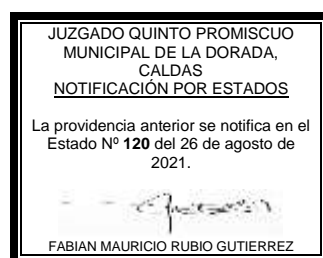 JUZGADO QUINTO PROMISCUO
MUNICIPAL DE LA DORADA,
CALDAS
NOTIFICACIÓN POR ESTADOS
La providencia anterior se notifica en el
Estado Nº 120 del 26 de agosto de
2021.
FABIAN MAURICIO RUBIO GUTIERREZ